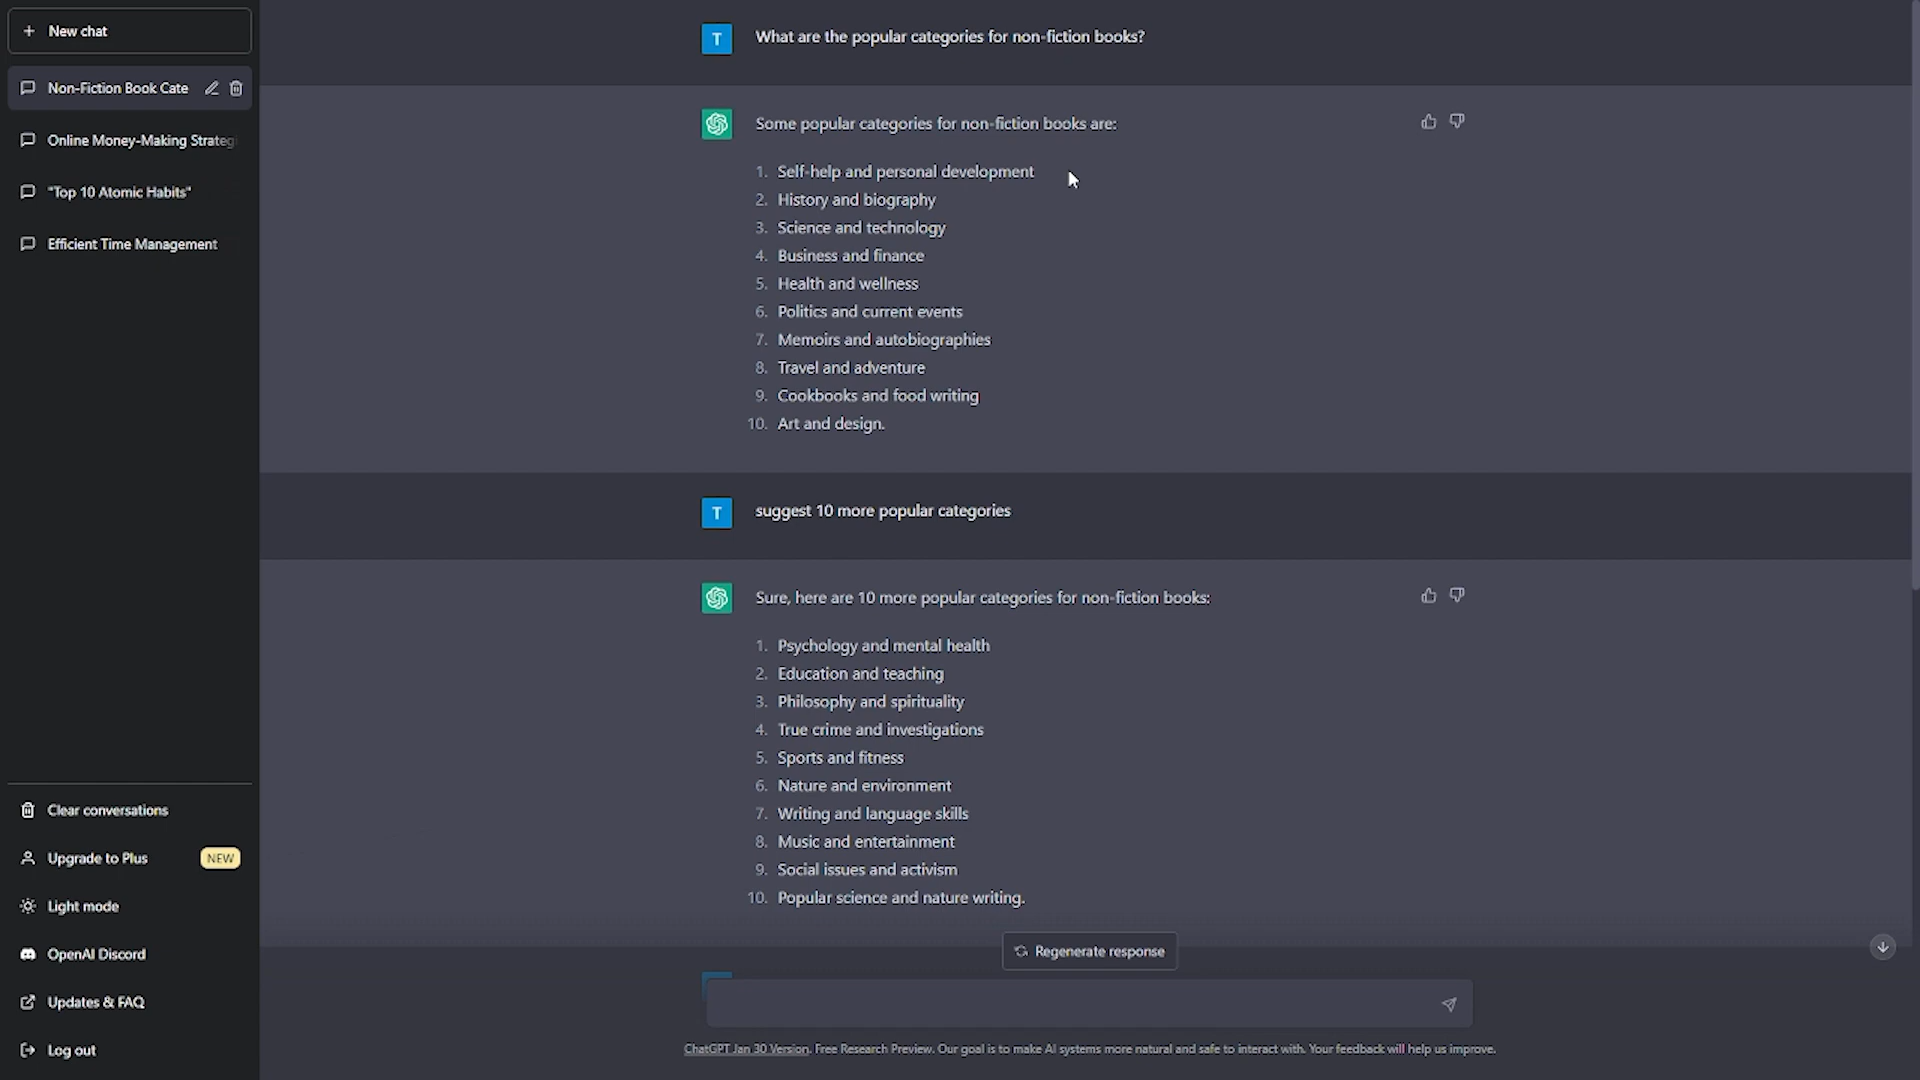 New chat
Non-Fiction Book Cate
Online Money-Making Strateg
"Top 10 Atomic Habits"
Efficient Time Management
Clear conversations
Upgrade to Plus NEW
Light mode
OpenAI Discord
Updates & FAQ
Log out
T What are the popular categories for non-fiction books?
Some popular categories for non-fiction books are:
1. Self-help and personal development
2. History and biography
3. Science and technology
4. Business and finance
5. Health and wellness
6. Politics and current events
7. Memoirs and autobiographies
8. Travel and adventure
9. Cookbooks and food writing
10. Art and design.
T suggest 10 more popular categories
Sure, here are 10 more popular categories for non-fiction books:
1. Psychology and mental health
2. Education and teaching
3. Philosophy and spirituality
4. True crime and investigations
5. Sports and fitness
6. Nature and environment
7. Writing and language skills
8. Music and entertainment
9. Social issues and activism
10. Popular science and nature writing.
Regenerate response
ChatGPT Jan 30 Version. Free Research Preview. Our goal is to make AI systems more natural and safe to interact with. Your feedback will help us improve.